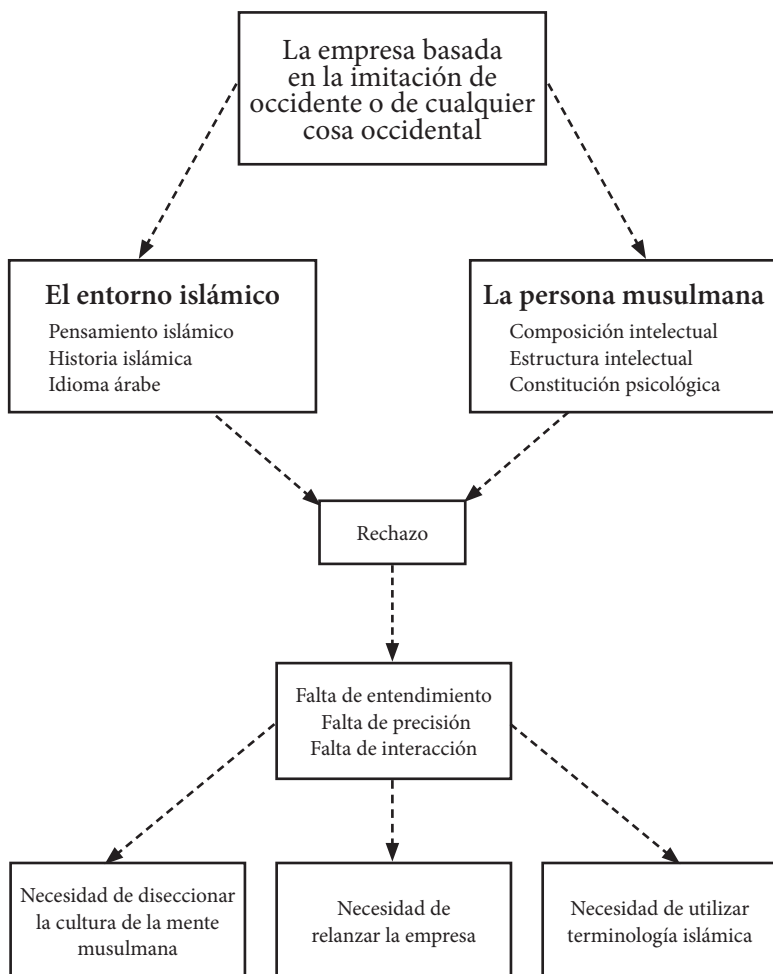 La empresa basada
en la imitación de
occidente o de cualquier
cosa occidental
El entorno islámico
Pensamiento islámico
Historia islámica
Idioma árabe
La persona musulmana
Composición intelectual
Estructura intelectual
Constitución psicológica
Rechazo
Falta de entendimiento
Falta de precisión
Falta de interacción
Necesidad de diseccionar
la cultura de la mente
musulmana
Necesidad de
relanzar la empresa
Necesidad de utilizar
terminología islámica